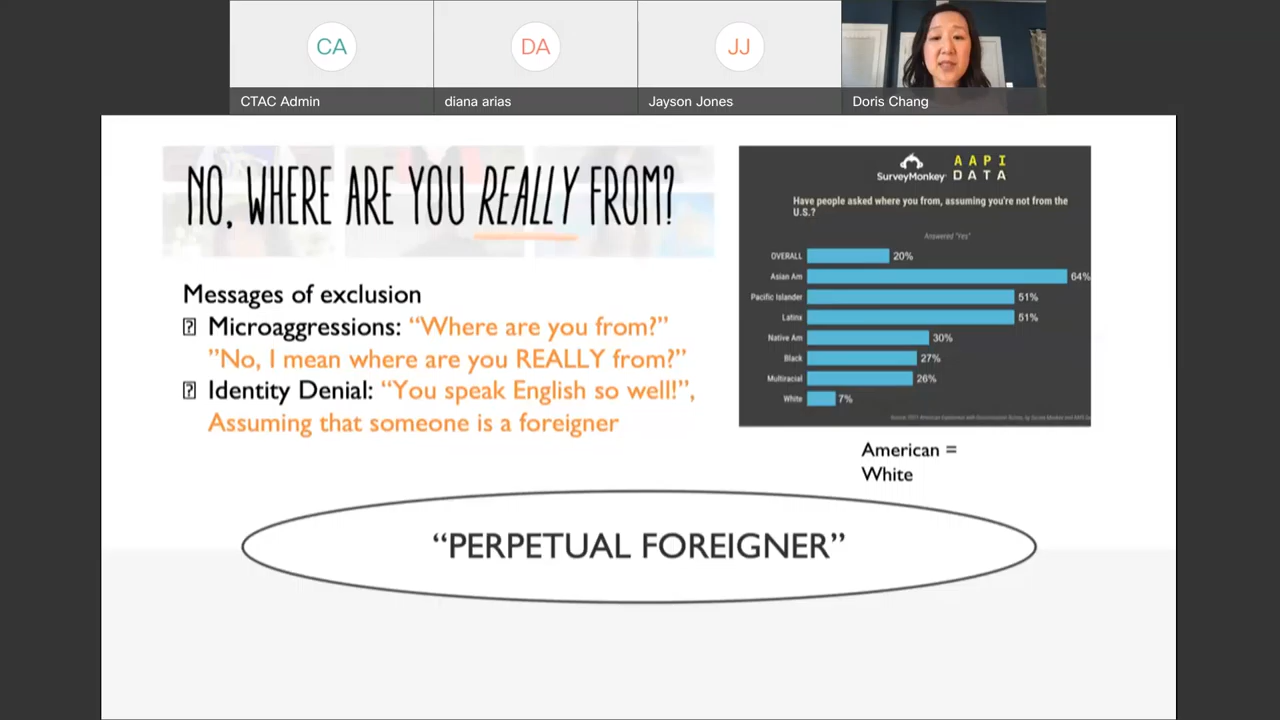 CA
DA
JJ
CTAC Admin
diana arias
Jayson Jones
Doris Chang
NO, WHERE ARE YOU REALLY FROM?
Messages of exclusion
Microaggressions: “Where are you from?”
”No, I mean where are you REALLY from?”
Identity Denial: “You speak English so well!”,
Assuming that someone is a foreigner
SurveyMonkey
AAPI
DATA
Have people asked where you from, assuming you're not from the
U.S.?
Answered "Yes"
OVERALL 20%
Asian Am 64%
Pacific Islander 51%
Latinx 51%
Native Am 30%
Black 27%
Multiracial 26%
White 7%
American =
White
“PERPETUAL FOREIGNER”